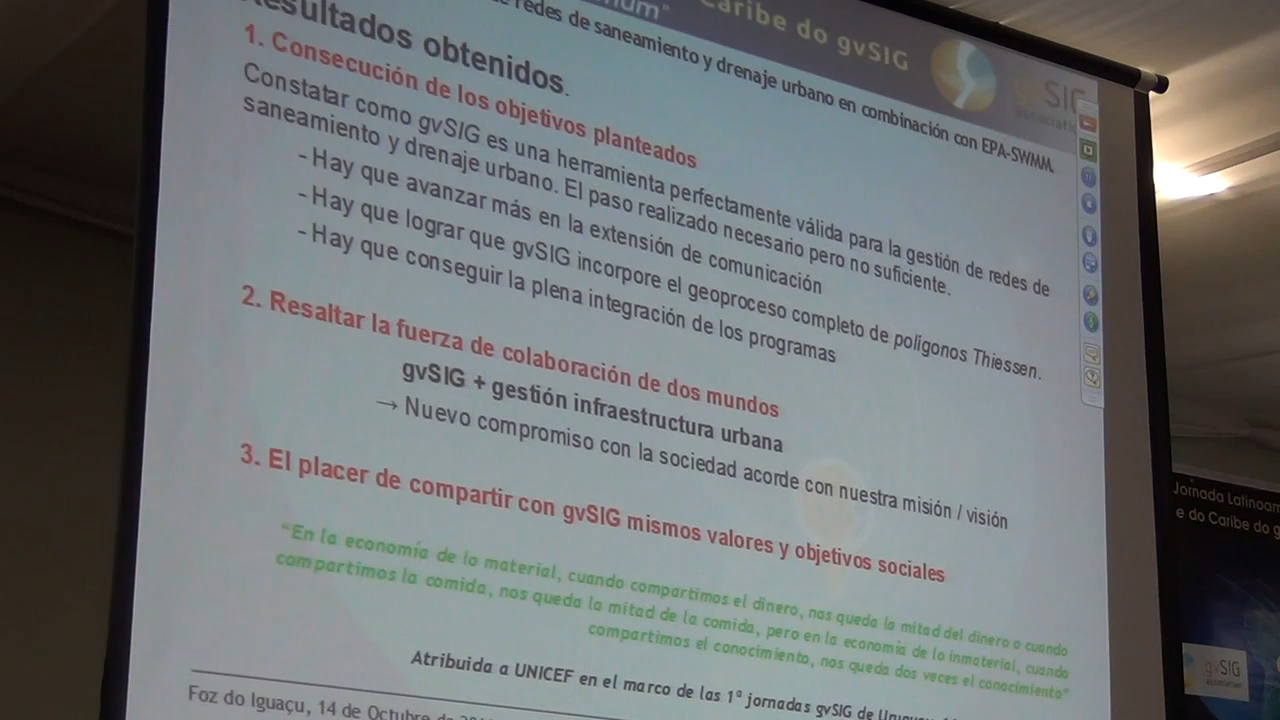 Caribe do gvSIG
redes de saneamiento y drenaje urbano en combinación con EPA-SWMM.
Resultados obtenidos.
1. Consecución de los objetivos planteados
Constatar como gvSIG es una herramienta perfectamente válida para la gestión de redes de
saneamiento y drenaje urbano. El paso realizado necesario pero no suficiente.
- Hay que avanzar más en la extensión de comunicación
- Hay que lograr que gvSIG incorpore el geoproceso completo de polígonos Thiessen.
- Hay que conseguir la plena integración de los programas
2. Resaltar la fuerza de colaboración de dos mundos
gvSIG + gestión infraestructura urbana
→ Nuevo compromiso con la sociedad acorde con nuestra misión / visión
3. El placer de compartir con gvSIG mismos valores y objetivos sociales
“En la economía de lo material, cuando compartimos el dinero, nos queda la mitad del dinero o cuando
compartimos la comida, nos queda la mitad de la comida, pero en la economía de lo inmaterial, cuando
compartimos el conocimiento, nos queda dos veces el conocimiento”
Atribuida a UNICEF en el marco de las 1ª jornadas gvSIG de
Foz do Iguaçu, 14 de Octubre
Jornada
e do Caribe do
gvSIG
association